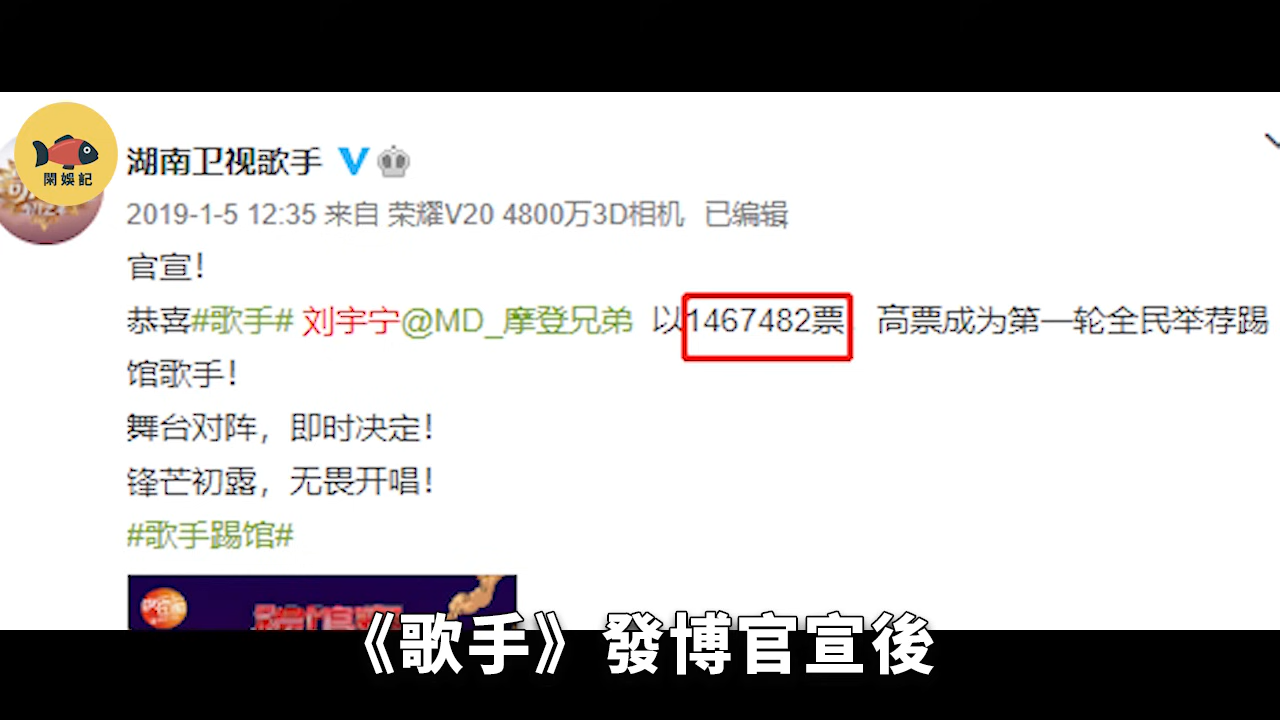 閑娛記
湖南卫视歌手
2019-1-5 12:35 来自 荣耀V20 4800万3D相机 已编辑
官宣！
恭喜#歌手# 刘宇宁@MD_摩登兄弟 以1467482票 高票成为第一轮全民举荐踢
馆歌手！
舞台对阵，即时决定！
锋芒初露，无畏开唱！
#歌手踢馆#
《歌手》發博官宣後